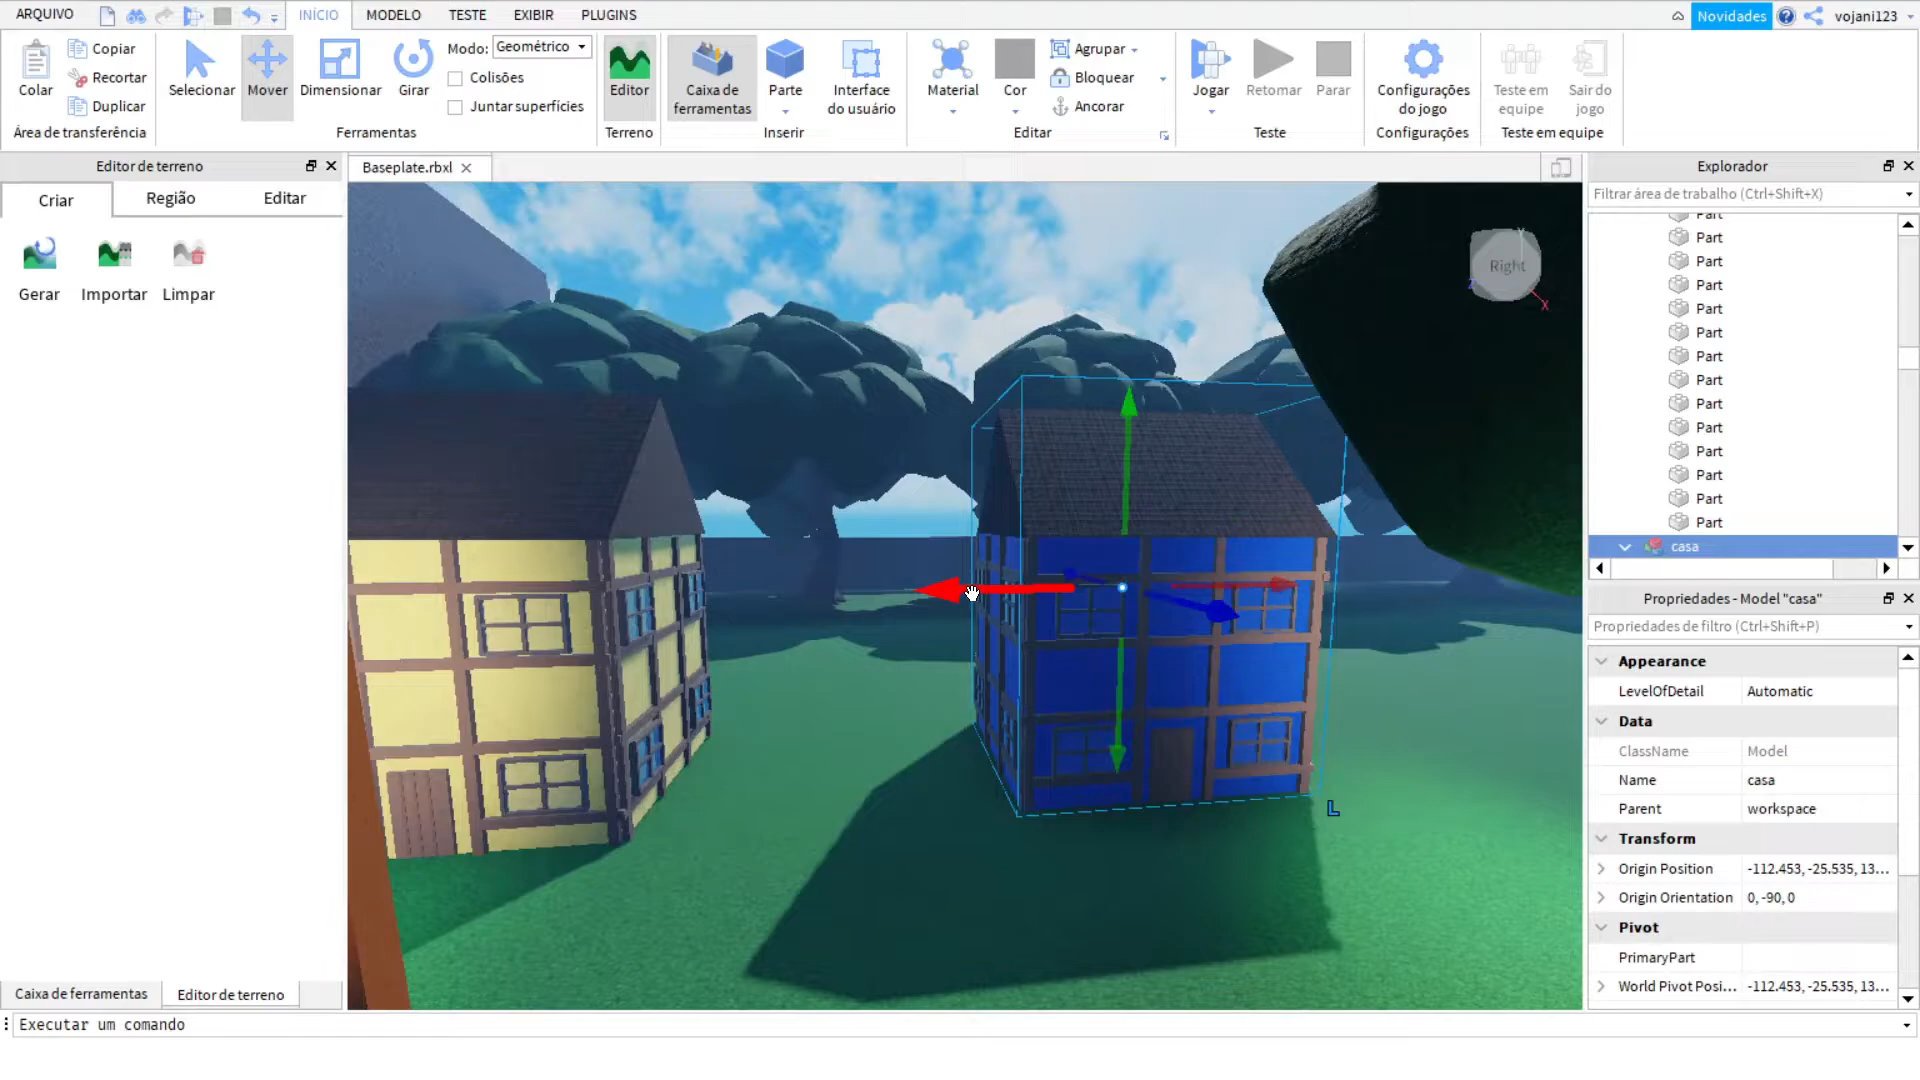 ARQUIVO
INÍCIO
MODELO
TESTE
EXIBIR
PLUGINS
Novidades
vojani123
Colar
Copiar
Recortar
Duplicar
Área de transferência
Selecionar
Mover
Dimensionar
Girar
Modo: Geométrico
Colisões
Juntar superfícies
Ferramentas
Editor
Terreno
Caixa de
ferramentas
Parte
Interface
do usuário
Inserir
Material
Cor
Agrupar
Bloquear
Ancorar
Editar
Jogar
Retomar
Parar
Teste
Configurações
do jogo
Configurações
Teste em
equipe
Sair do
jogo
Teste em equipe
Editor de terreno
Criar
Região
Editar
Gerar
Importar
Limpar
Baseplate.rbxl
Right
Y
Z
X
L
Explorador
Filtrar área de trabalho (Ctrl+Shift+X)
Part
Part
Part
Part
Part
Part
Part
Part
Part
Part
Part
Part
Part
Part
casa
Propriedades - Model "casa"
Propriedades de filtro (Ctrl+Shift+P)
Appearance
LevelOfDetail Automatic
Data
ClassName Model
Name casa
Parent workspace
Transform
Origin Position -112.453, -25.535, 13...
Origin Orientation 0, -90, 0
Pivot
PrimaryPart
World Pivot Posi... -112.453, -25.535, 13...
Caixa de ferramentas
Editor de terreno
Executar um comando